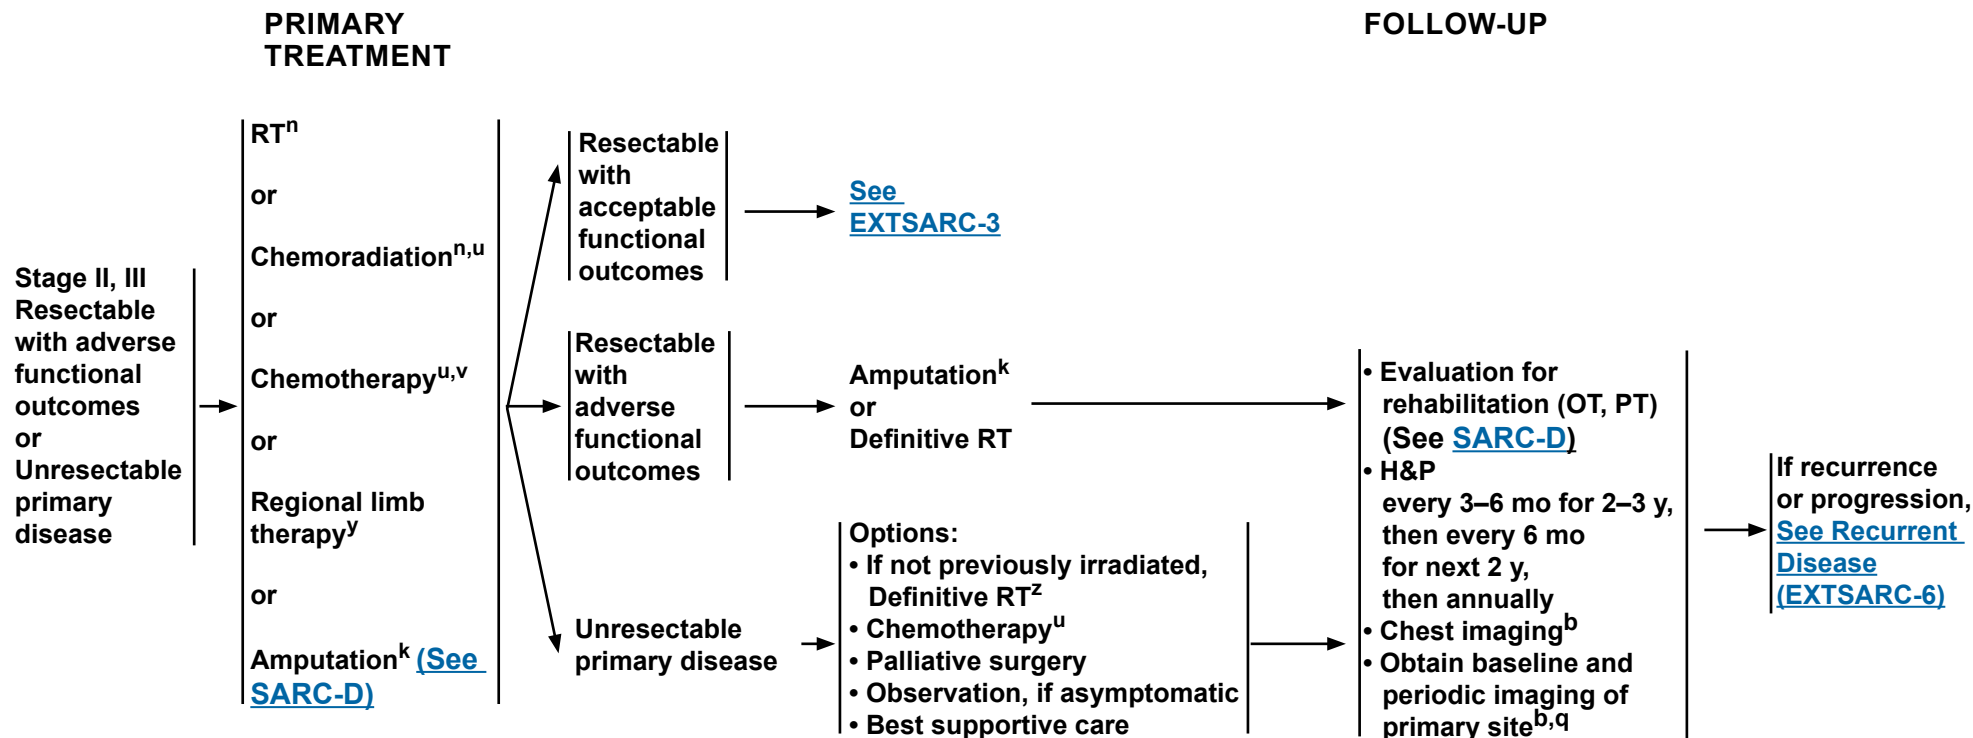 PRIMARY
TREATMENT
FOLLOW-UP
Stage II, III
Resectable
with adverse
functional
outcomes
or
Unresectable
primary
disease
RTⁿ
or
Chemoradiationⁿ,ᵘ
or
Chemotherapyᵘ,ᵛ
or
Regional limb
therapyʸ
or
Amputationᵏ (See
SARC-D)
Resectable
with
acceptable
functional
outcomes
See
EXTSARC-3
Resectable
with
adverse
functional
outcomes
Amputationᵏ
or
Definitive RT
Unresectable
primary disease
Options:
• If not previously irradiated,
Definitive RTᶻ
• Chemotherapyᵘ
• Palliative surgery
• Observation, if asymptomatic
• Best supportive care
• Evaluation for
rehabilitation (OT, PT)
(See SARC-D)
• H&P
every 3–6 mo for 2–3 y,
then every 6 mo
for next 2 y,
then annually
• Chest imagingᵇ
• Obtain baseline and
periodic imaging of
primary siteᵇ,q
If recurrence
or progression,
See Recurrent
Disease
(EXTSARC-6)